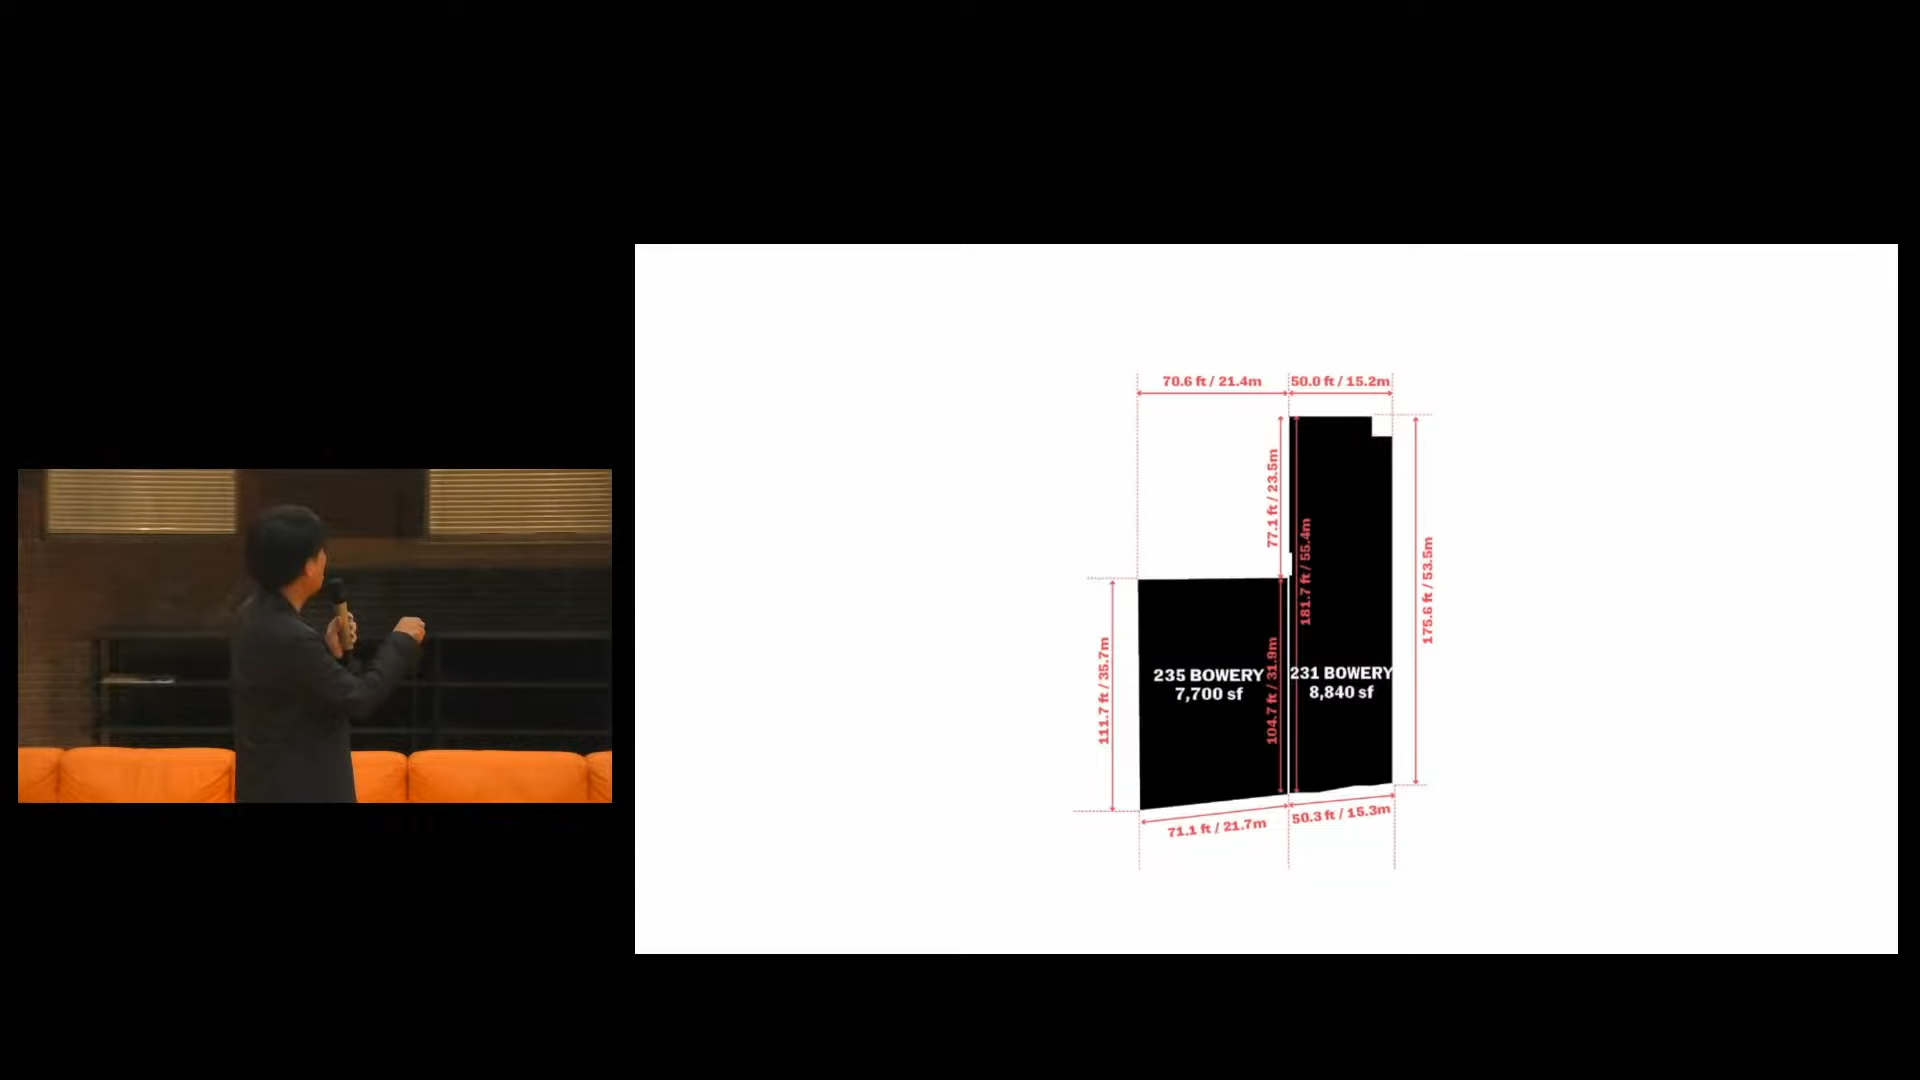 70.6 ft / 21.4m
50.0 ft / 15.2m
77.1 ft / 23.5m
181.7 ft / 55.4m
175.6 ft / 53.5m
111.7 ft / 35.7m
104.7 ft / 31.9m
235 BOWERY
7,700 sf
231 BOWERY
8,840 sf
71.1 ft / 21.7m
50.3 ft / 15.3m